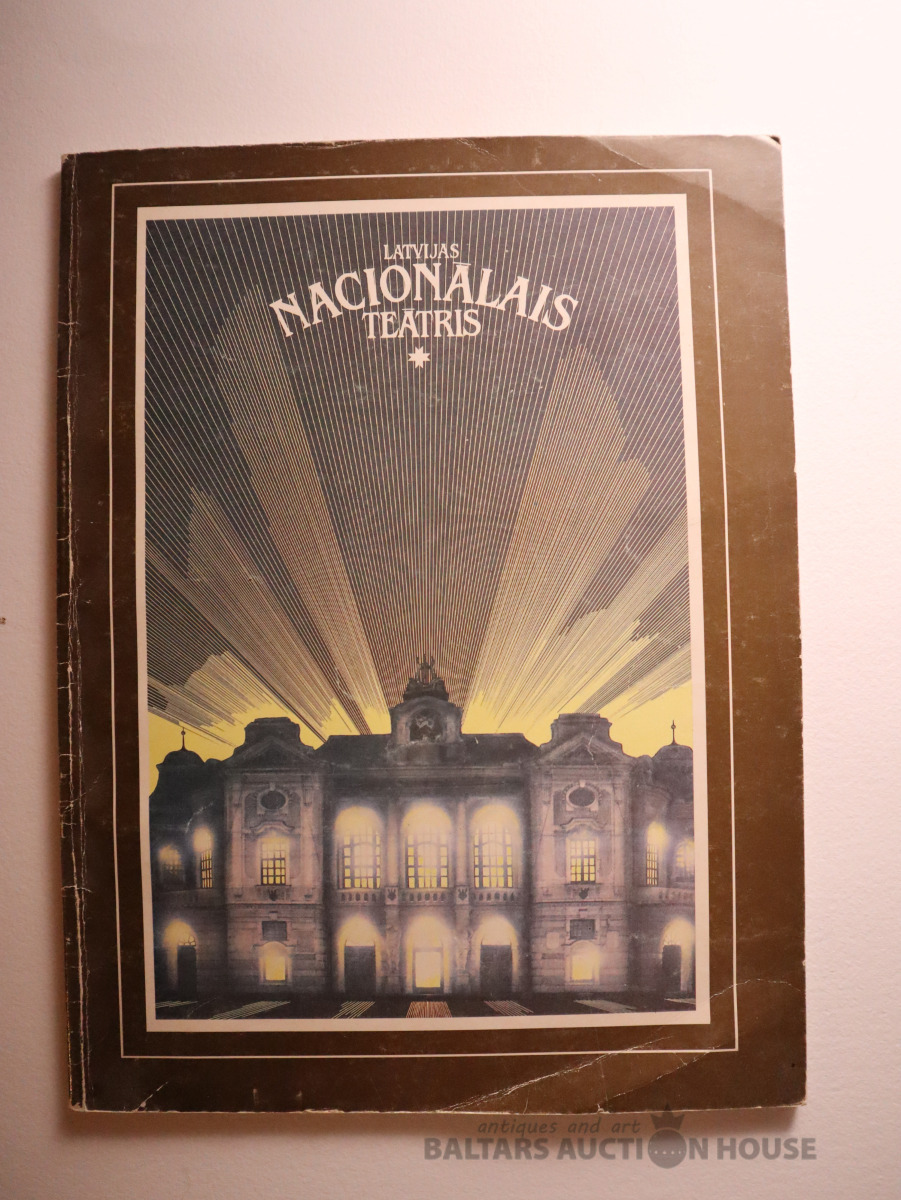 LATVIJAS
NACIONĀLAIS
TEĀTRIS
antiques and art
BALTARS AUCTION HOUSE